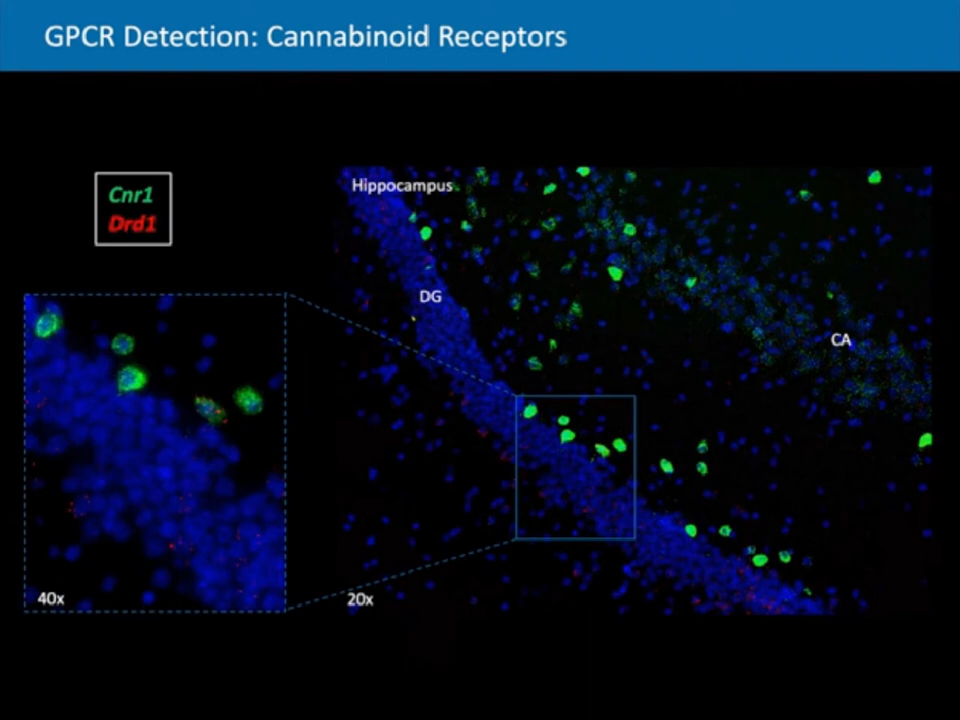 GPCR Detection: Cannabinoid Receptors
Cnr1
Drd1
Hippocampus
DG
CA
40x
20x